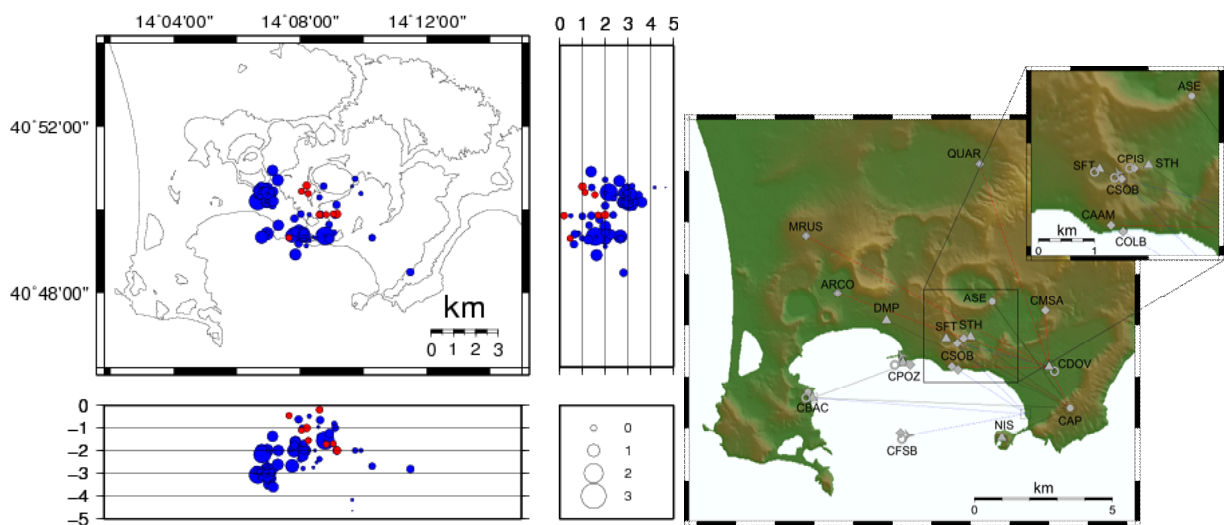 14°04'00" 14°08'00" 14°12'00"
0 1 2 3 4 5
40°52'00"
40°48'00"
km
0 1 2 3
0
−1
−2
−3
−4
−5
0
1
2
3
ASE
SFT CPIS STH
CSOB
CAAM
COLB
km
0 1
QUAR
MRUS
ARCO
DMP
ASE
CMSA
SFT STH
CSOB
CPOZ
CDOV
CBAC
CAP
NIS
CFSB
km
0 5